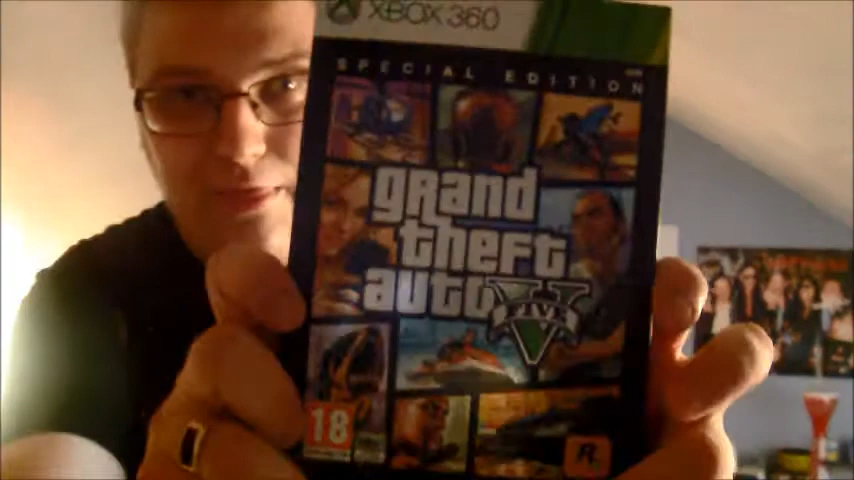 XBOX 360
SPECIAL EDITION
grand
theft
auto
V
FIVE
18
R